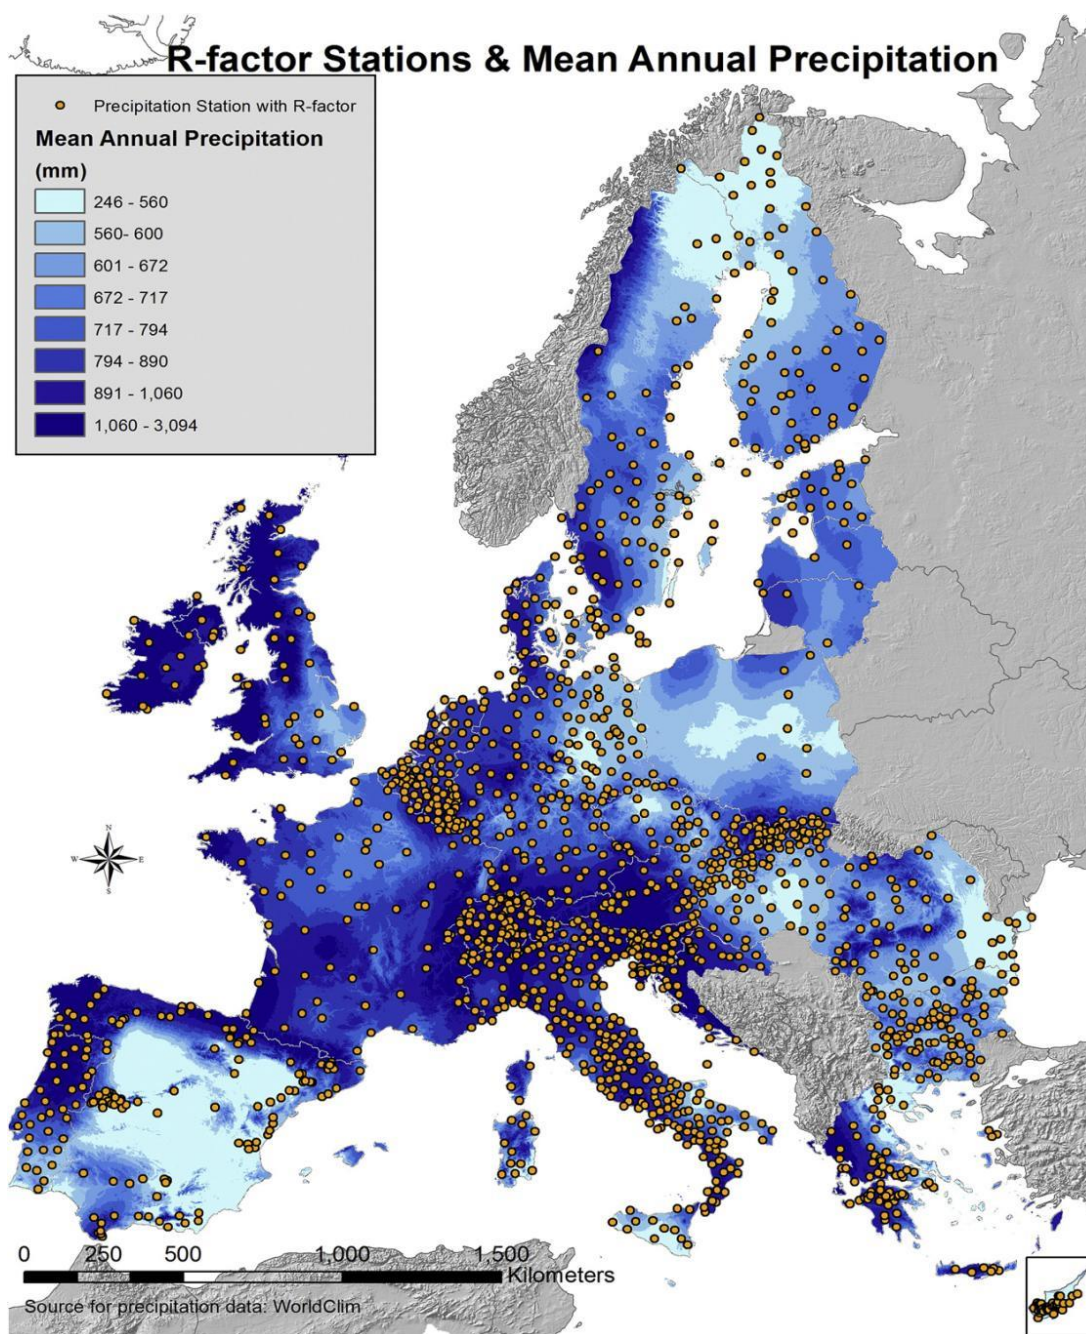 R-factor Stations & Mean Annual Precipitation
Precipitation Station with R-factor
Mean Annual Precipitation
(mm)
246 - 560
560- 600
601 - 672
672 - 717
717 - 794
794 - 890
891 - 1,060
1,060 - 3,094
N
W E
S
0 250 500 1,000 1,500
Kilometers
Source for precipitation data: WorldClim